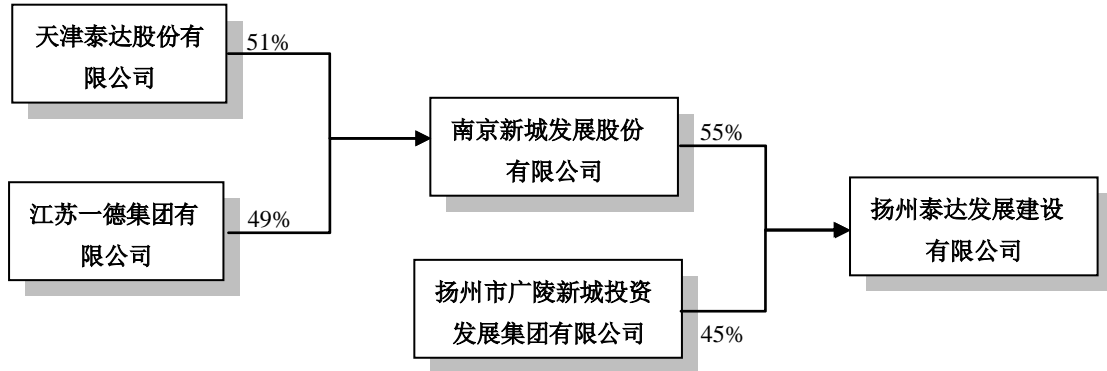 天津泰达股份有
限公司
51%
江苏一德集团有
限公司
49%
南京新城发展股份
有限公司
55%
扬州市广陵新城投资
发展集团有限公司
45%
扬州泰达发展建设
有限公司